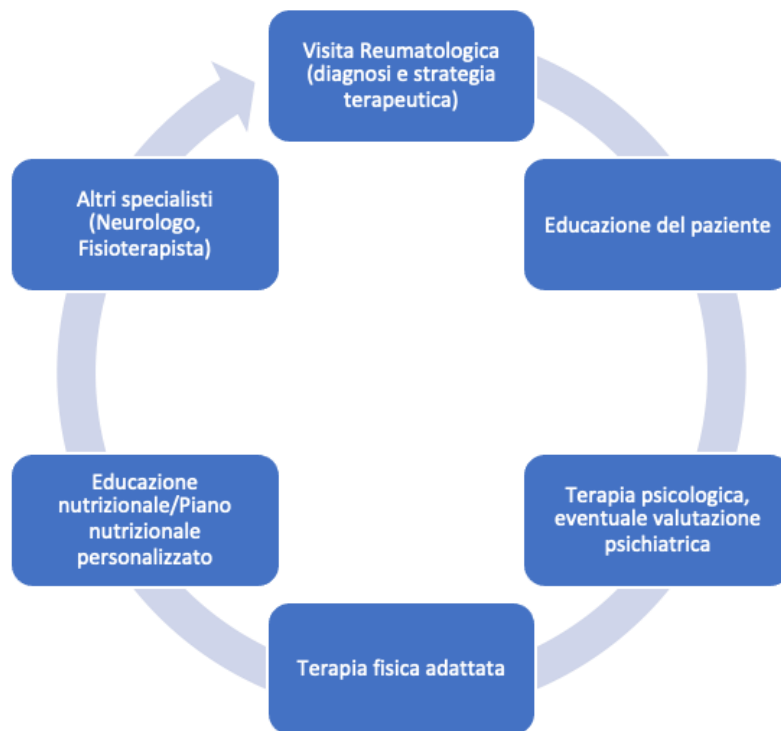 Visita Reumatologica
(diagnosi e strategia
terapeutica)
Educazione del paziente
Terapia psicologica,
eventuale valutazione
psichiatrica
Terapia fisica adattata
Educazione
nutrizionale/Piano
nutrizionale
personalizzato
Altri specialisti
(Neurologo,
Fisioterapista)